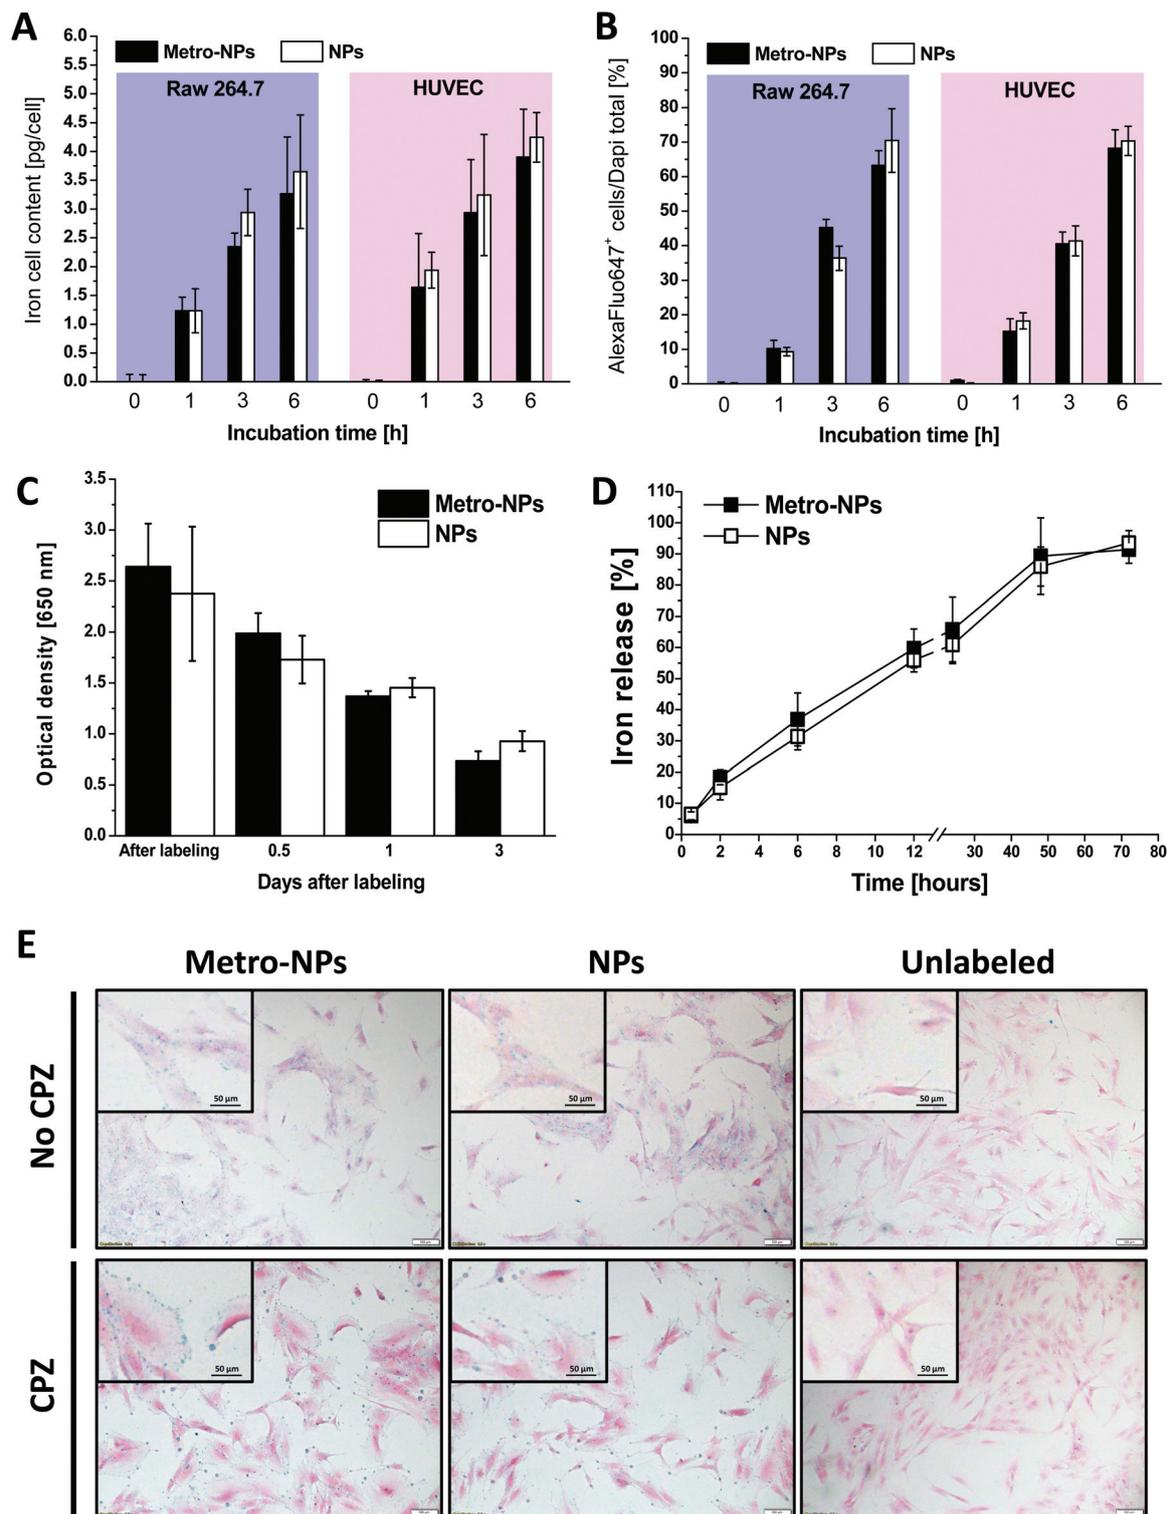 A
Metro-NPs NPs
Raw 264.7 HUVEC
Iron cell content [pg/cell]
6.0
5.5
5.0
4.5
4.0
3.5
3.0
2.5
2.0
1.5
1.0
0.5
0.0
0 1 3 6 0 1 3 6
Incubation time [h]
B
Metro-NPs NPs
Raw 264.7 HUVEC
AlexaFluo647+ cells/Dapi total [%]
100
90
80
70
60
50
40
30
20
10
0
0 1 3 6 0 1 3 6
Incubation time [h]
C
Metro-NPs
NPs
Optical density [650 nm]
3.5
3.0
2.5
2.0
1.5
1.0
0.5
0.0
After labeling 0.5 1 3
Days after labeling
D
Metro-NPs
NPs
Iron release [%]
110
100
90
80
70
60
50
40
30
20
10
0
0 2 4 6 8 10 12 30 40 50 60 70 80
Time [hours]
E
Metro-NPs NPs Unlabeled
No CPZ
50 µm 50 µm 50 µm
CPZ
50 µm 50 µm 50 µm